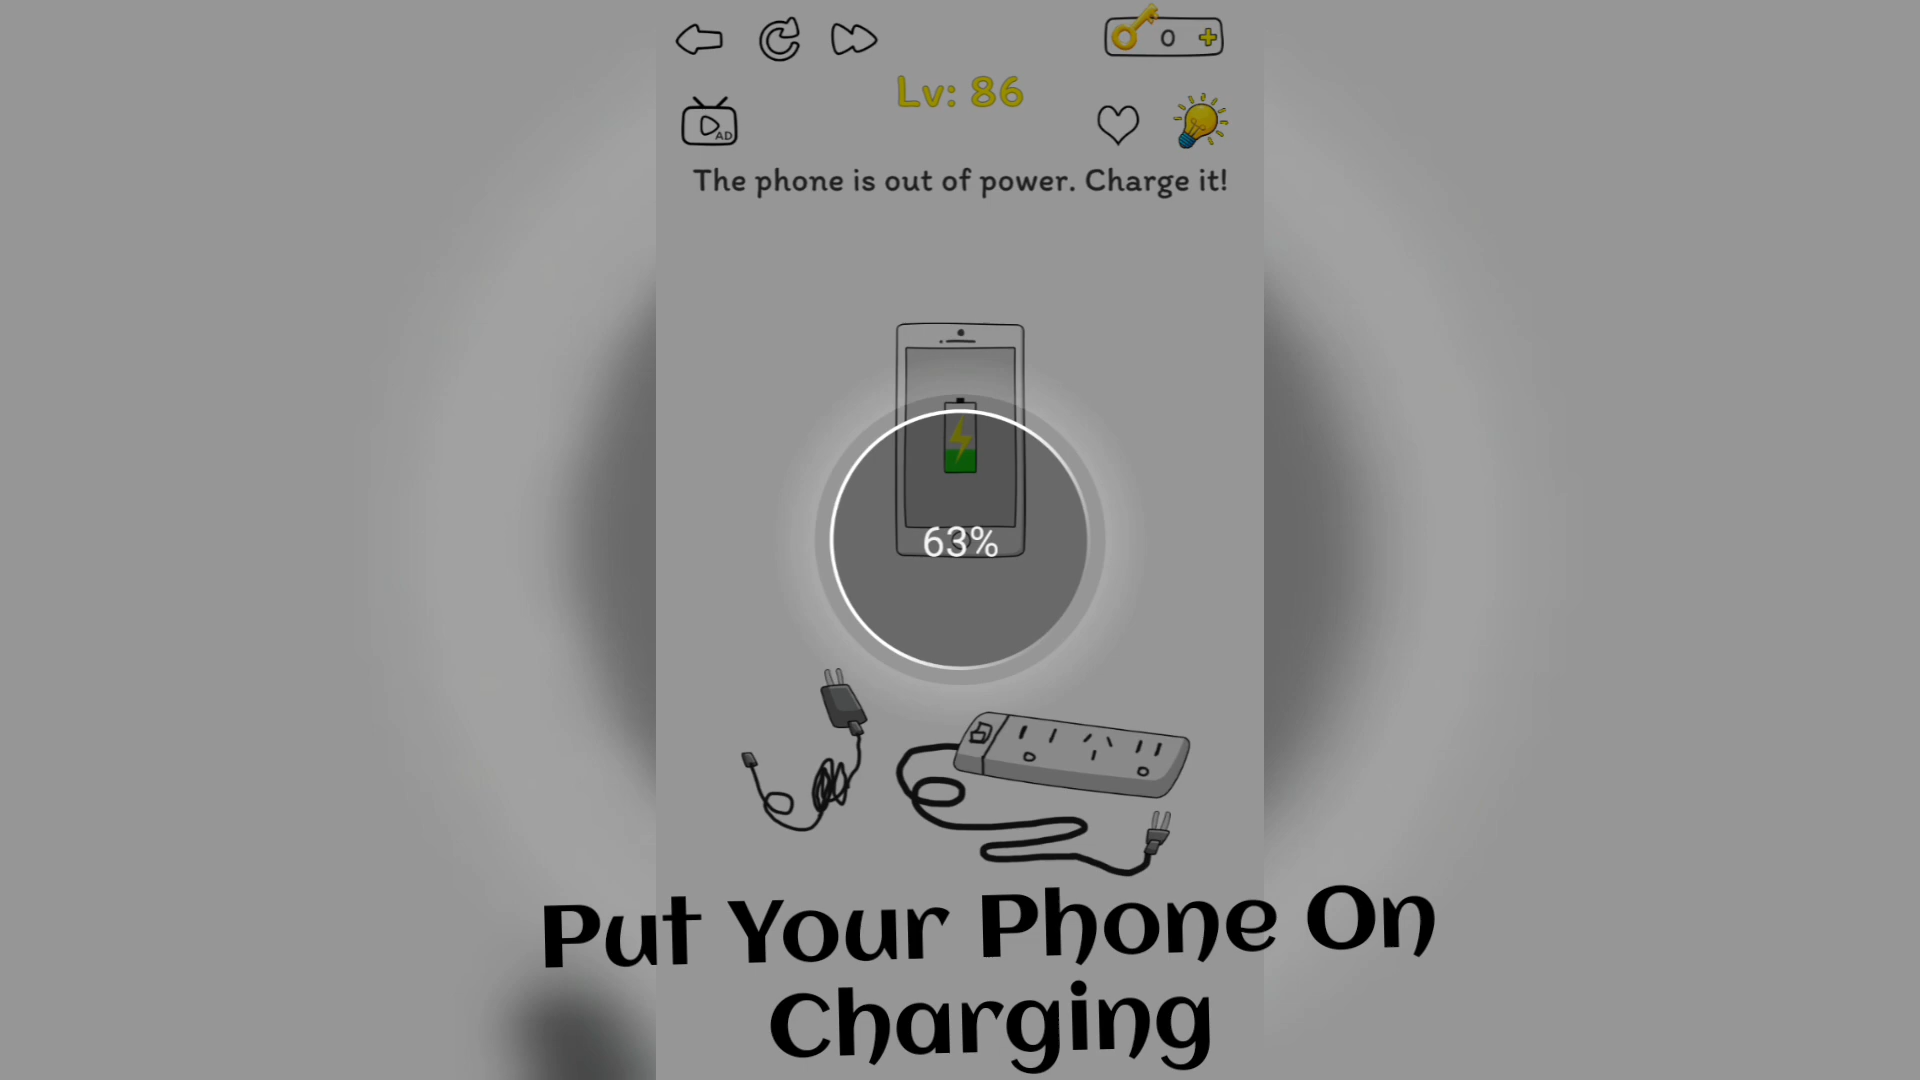 0
Lv: 86
AD
The phone is out of power. Charge it!
63%
Put Your Phone On
Charging